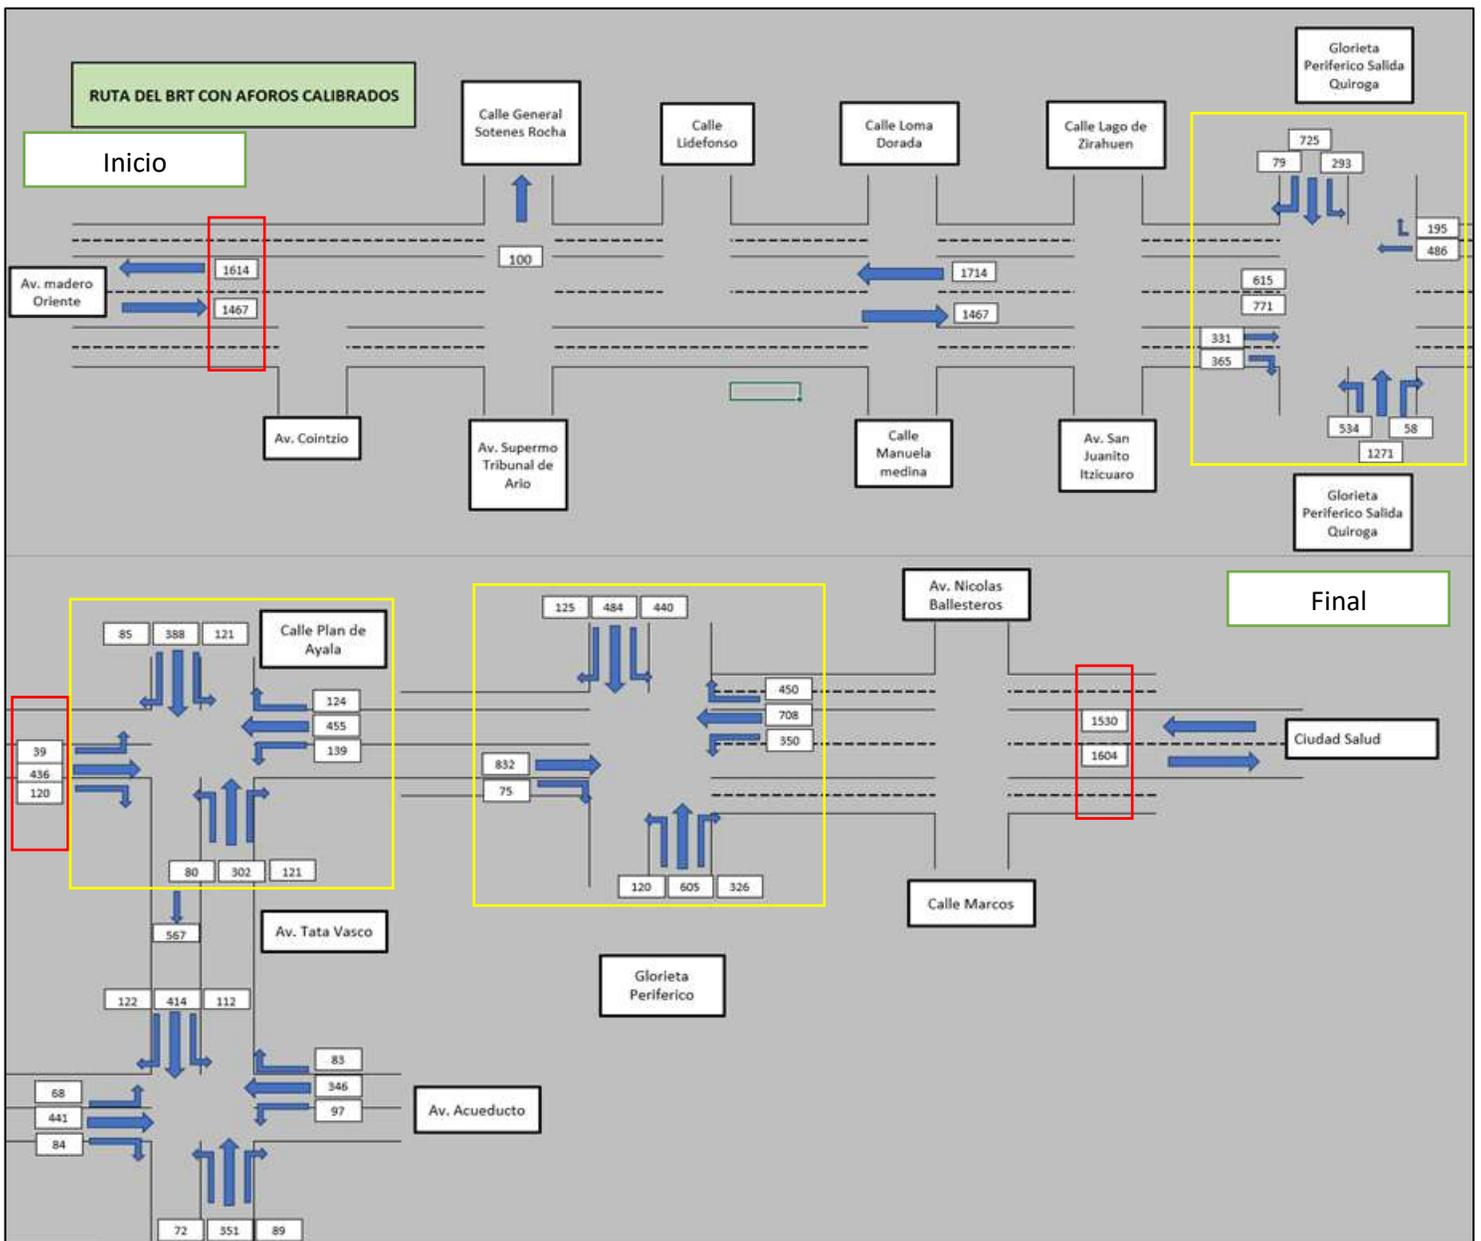 RUTA DEL BRT CON AFOROS CALIBRADOS
Inicio
Calle General
Sotenes Rocha
Calle
Lidefonso
Calle Loma
Dorada
Calle Lago de
Zirahuen
Glorieta
Periferico Salida
Quiroga
725
79
293
195
486
100
Av. madero
Oriente
1614
1467
1714
1467
615
771
331
365
534
58
1271
Av. Cointzio
Av. Supermo
Tribunal de
Ario
Calle
Manuela
medina
Av. San
Juanito
Itzicuaro
Glorieta
Periferico Salida
Quiroga
Final
85
388
121
Calle Plan de
Ayala
124
455
139
39
436
120
80
302
121
567
Av. Tata Vasco
122
414
112
83
346
97
68
441
84
Av. Acueducto
72
351
89
125
484
440
450
708
350
832
75
120
605
326
Glorieta
Periferico
Av. Nicolas
Ballesteros
1530
1604
Ciudad Salud
Calle Marcos